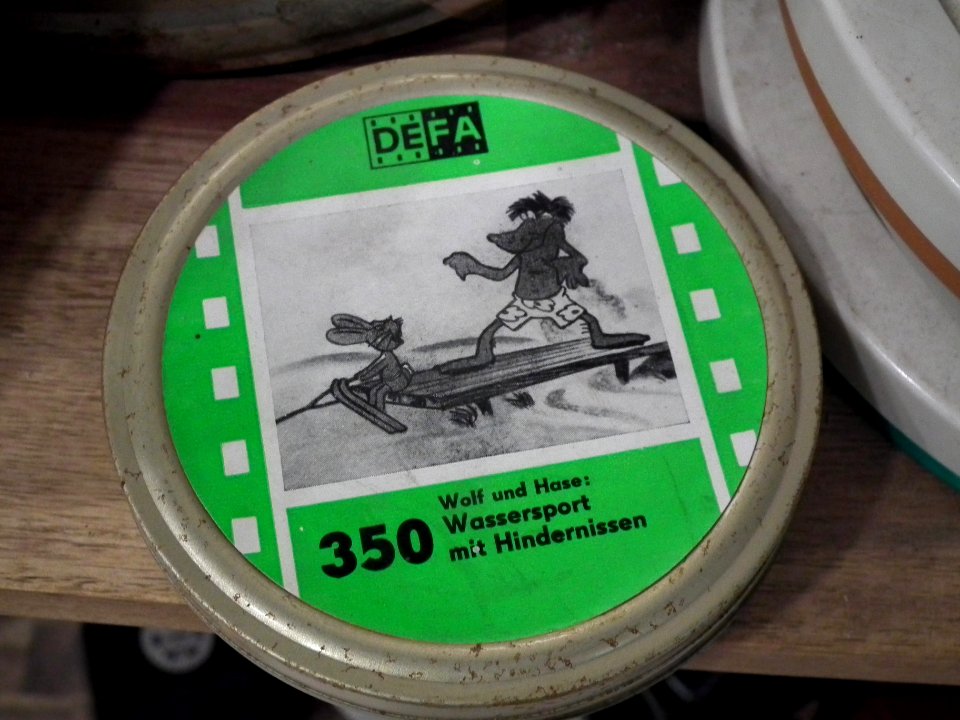 DEFA
Wolf und Hase:
350 Wassersport
mit Hindernissen